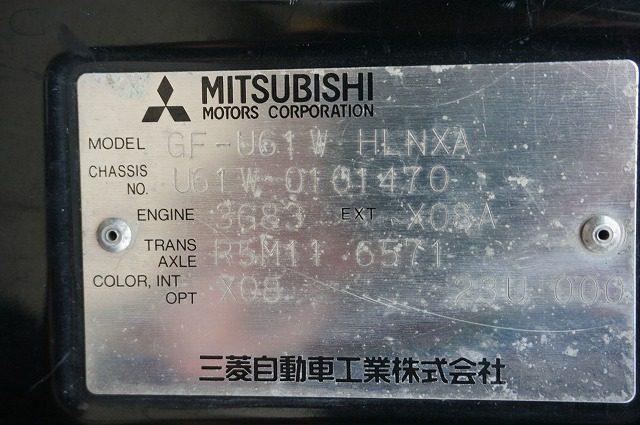 MITSUBISHI
MOTORS CORPORATION
MODEL GF-U61W HLNXA
CHASSIS NO. U61W-0101470
ENGINE 3G83 EXT X08A
TRANS AXLE R5M11 6571
COLOR, INT OPT X08 23U 000
三菱自動車工業株式会社